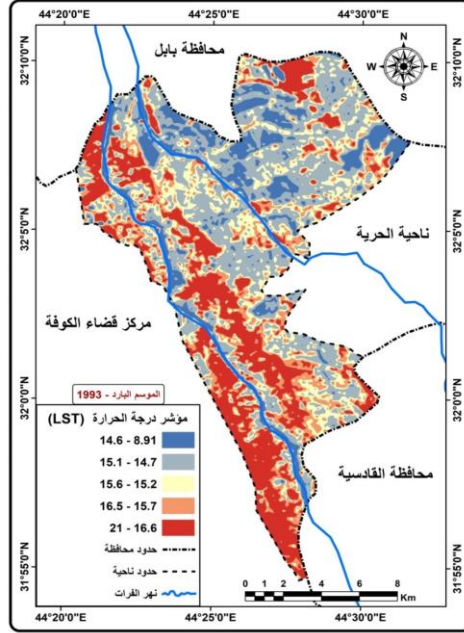 44°20'0"E 44°25'0"E 44°30'0"E
32°10'0"N
32°5'0"N
32°0'0"N
31°55'0"N
N
W E
S
محافظة بابل
ناحية الحرية
مركز قضاء الكوفة
محافظة القادسية
الموسم البارد - 1993
مؤشر درجة الحرارة (LST)
14.6 - 8.91
15.1 - 14.7
15.6 - 15.2
16.5 - 15.7
21 - 16.6
حدود محافظة
حدود ناحية
نهر الفرات
0 1 2 4 6 8
Km
32°10'0"N
32°5'0"N
32°0'0"N
31°55'0"N
44°20'0"E 44°25'0"E 44°30'0"E